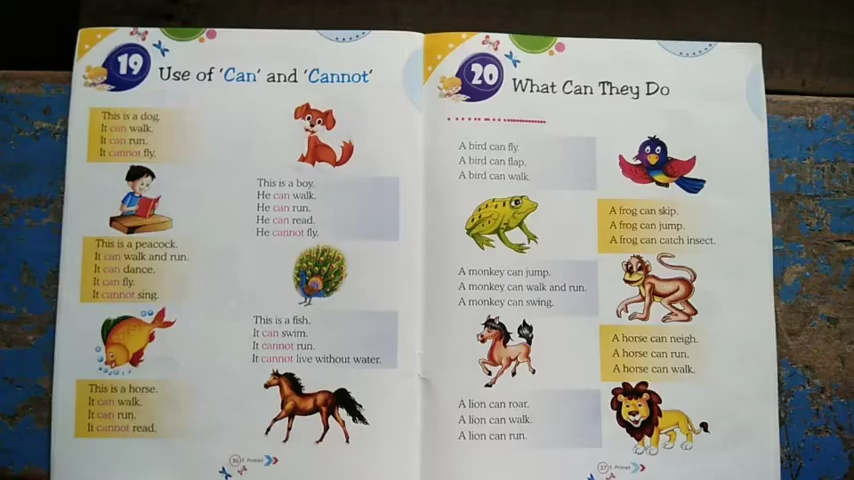 19
Use of 'Can' and 'Cannot'
This is a dog.
It can walk.
It can run.
It cannot fly.
This is a boy.
He can walk.
He can run.
He can read.
He cannot fly.
This is a peacock.
It can walk and run.
It can dance.
It can fly.
It cannot sing.
This is a fish.
It can swim.
It cannot run.
It cannot live without water.
This is a horse.
It can walk.
It can run.
It cannot read.
36 E. Primer
20
What Can They Do
A bird can fly.
A bird can flap.
A bird can walk.
A frog can skip.
A frog can jump.
A frog can catch insect.
A monkey can jump.
A monkey can walk and run.
A monkey can swing.
A horse can neigh.
A horse can run.
A horse can walk.
A lion can roar.
A lion can walk.
A lion can run.
37 E. Primer